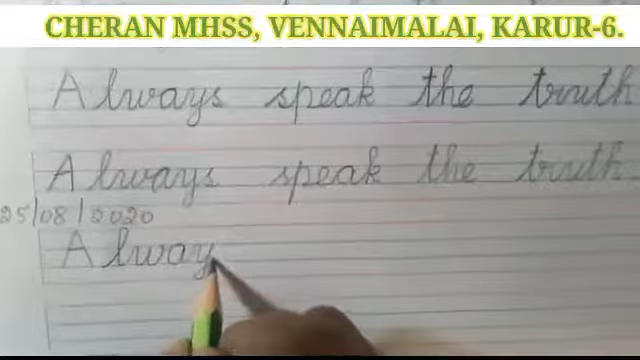 CHERAN MHSS, VENNAIMALAI, KARUR-6.
Always speak the truth
Always speak the truth
25/08/2020
Alway